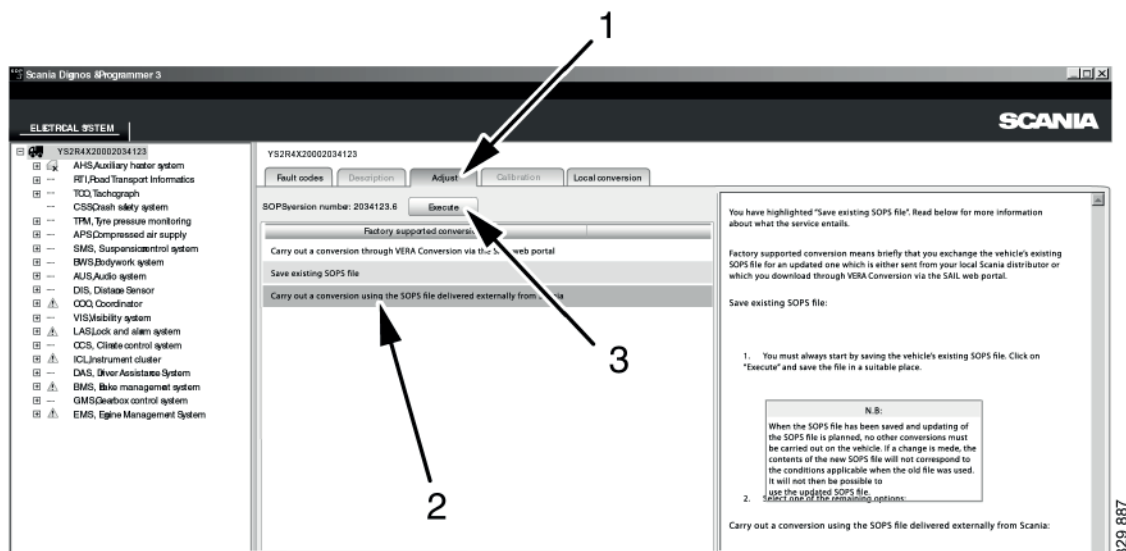 1
Scania Dignos &Programmer 3
SCANIA
ELETRCAL SSTEM
YS2R4X20002034123
AHS,Auxiliary heater system
RTI,Road Transport Informatics
TCO, Tachograph
CSS,Crash safety system
TPM, Tyre pressure monitoring
APS,Compressed air supply
SMS, Suspensioncontrol system
BWS,Bodywork system
AUS,Audio system
DIS, Distance Sensor
COO, Coordinator
VIS,Visibility system
LAS,Lock and alarm system
CCS, Climate control system
ICL,Instrument cluster
DAS, Driver Assistance System
BMS, Brake management system
GMS,Gearbox control system
EMS, Egine Management System
YS2R4X20002034123
Fault codes Description Adjust Calibration Local conversion
SOPSversion number: 2034123.6 Execute
Factory supported conversion
Carry out a conversion through VERA Conversion via the SAIL web portal
Save existing SOPS file
Carry out a conversion using the SOPS file delivered externally from Scania
3
2
You have highlighted "Save existing SOPS file". Read below for more information
about what the service entails.
Factory supported conversion means briefly that you exchange the vehicle's existing
SOPS file for an updated one which is either sent from your local Scania distributor or
which you download through VERA Conversion via the SAIL web portal.
Save existing SOPS file:
1. You must always start by saving the vehicle's existing SOPS file. Click on
"Execute" and save the file in a suitable place.
N.B:
When the SOPS file has been saved and updating of
the SOPS file is planned, no other conversions must
be carried out on the vehicle. if a change is mede, the
contents of the new SOPS file will not correspond to
the conditions applicable when the old file was used.
It will not then be possible to
use the updated SOPS file.
2. Select one of the remaining options:
Carry out a conversion using the SOPS file delivered externally from Scania:
329 887